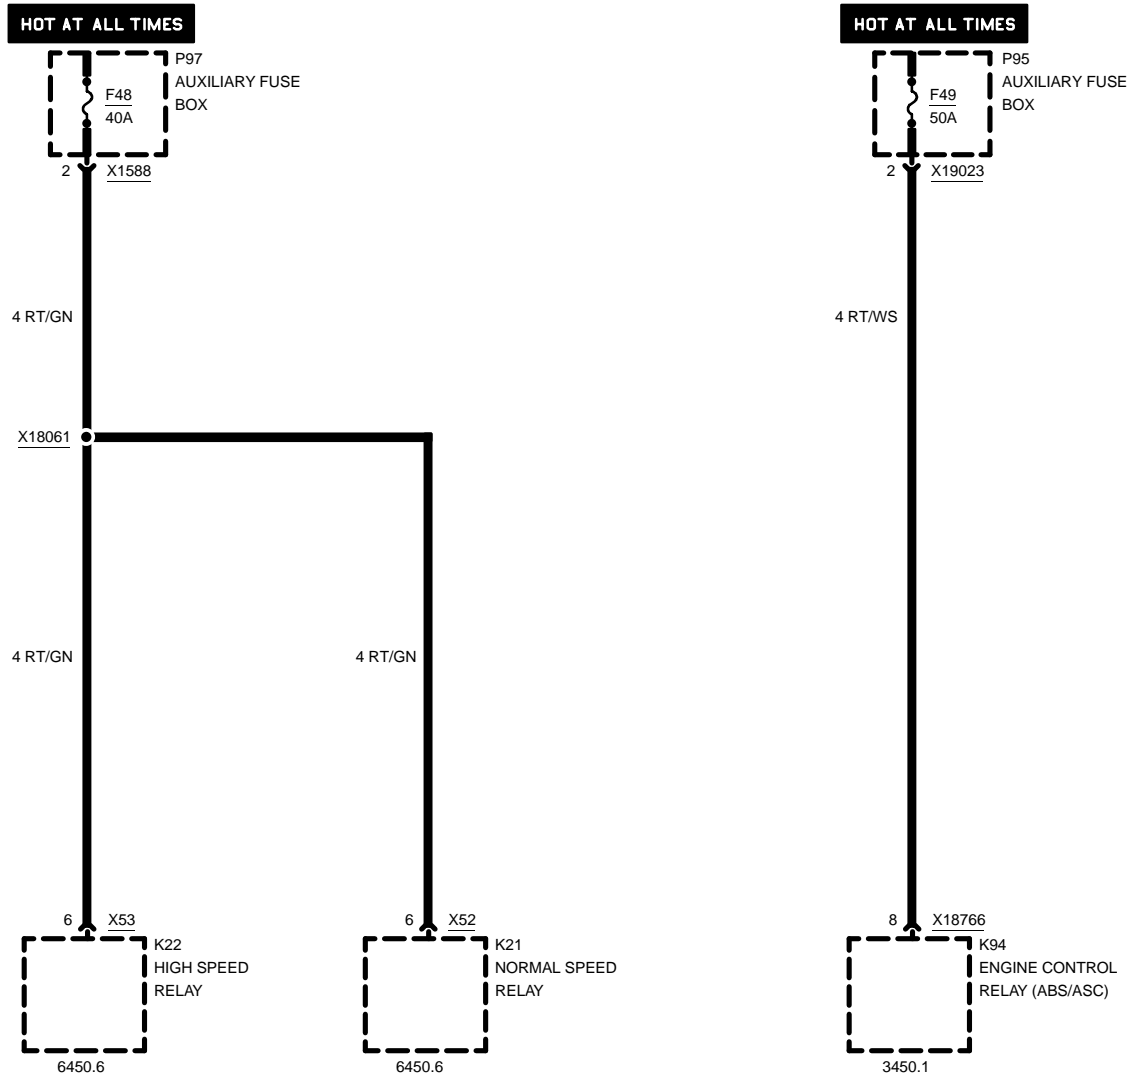 HOT AT ALL TIMES
P97
AUXILIARY FUSE
BOX
F48
40A
2
X1588
4 RT/GN
X18061
4 RT/GN
4 RT/GN
6
X53
K22
HIGH SPEED
RELAY
6450.6
6
X52
K21
NORMAL SPEED
RELAY
6450.6
HOT AT ALL TIMES
P95
AUXILIARY FUSE
BOX
F49
50A
2
X19023
4 RT/WS
8
X18766
K94
ENGINE CONTROL
RELAY (ABS/ASC)
3450.1